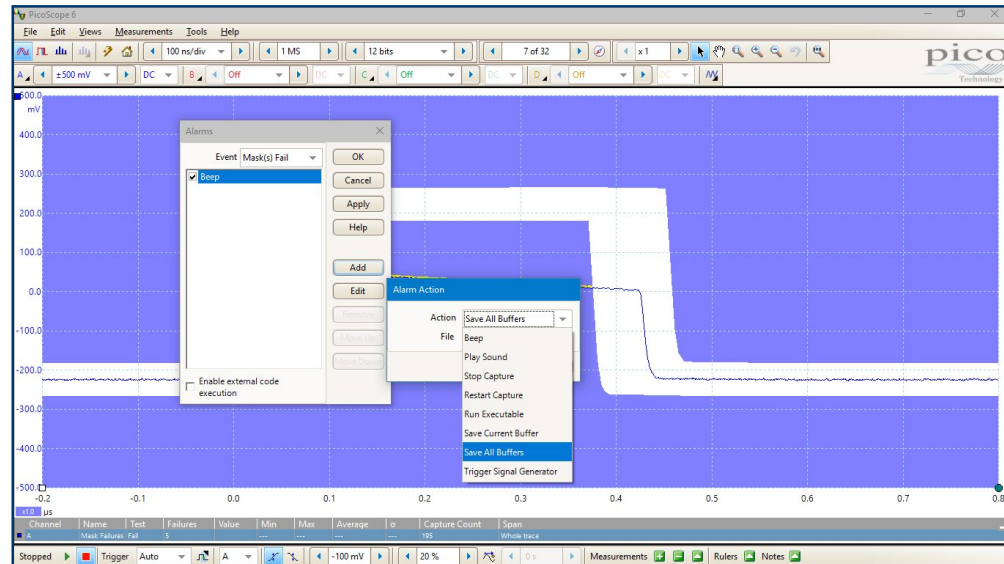 PicoScope 6
File Edit Views Measurements Tools Help
100 ns/div 1 MS 12 bits 7 of 32 x 1
pico
Technology
A ±500 mV DC B Off DC C Off DC D Off DC
500.0
mV
400.0
300.0
200.0
100.0
0.0
-100.0
-200.0
-300.0
-400.0
-500.0
Alarms
Event Mask(s) Fail
Beep
OK
Cancel
Apply
Help
Add
Edit
Remove
Move Up
Move Down
Enable external code
execution
Alarm Action
Action Save All Buffers
File
Beep
Play Sound
Stop Capture
Restart Capture
Run Executable
Save Current Buffer
Save All Buffers
Trigger Signal Generator
-0.2 -0.1 0.0 0.1 0.2 0.3 0.4 0.5 0.6 0.7 0.8
x1.0 µs
Channel Name Test Failures Value Min Max Average σ Capture Count Span
A Mask Failures Fail 5 --- --- --- --- --- 195 Whole trace
Stopped Trigger Auto A -100 mV 20 % 0 s Measurements Rulers Notes